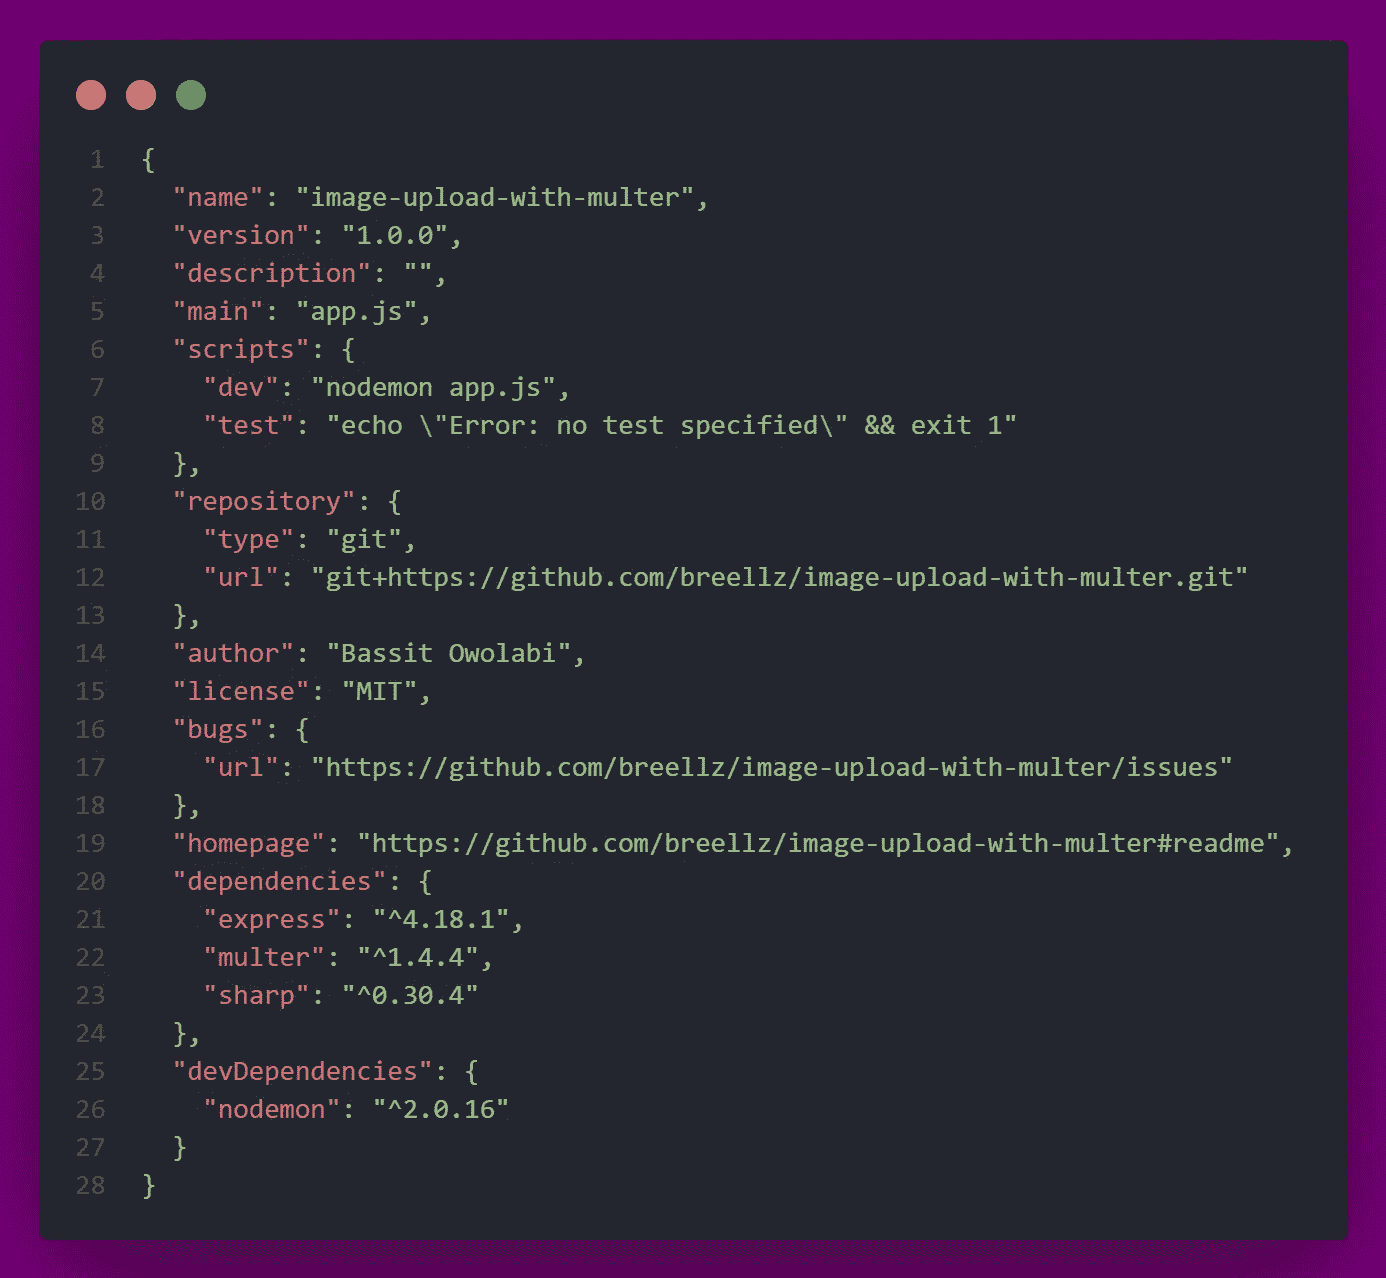 1 {
2   "name": "image-upload-with-multer",
3   "version": "1.0.0",
4   "description": "",
5   "main": "app.js",
6   "scripts": {
7     "dev": "nodemon app.js",
8     "test": "echo \"Error: no test specified\" && exit 1"
9   },
10   "repository": {
11     "type": "git",
12     "url": "git+https://github.com/breellz/image-upload-with-multer.git"
13   },
14   "author": "Bassit Owolabi",
15   "license": "MIT",
16   "bugs": {
17     "url": "https://github.com/breellz/image-upload-with-multer/issues"
18   },
19   "homepage": "https://github.com/breellz/image-upload-with-multer#readme",
20   "dependencies": {
21     "express": "^4.18.1",
22     "multer": "^1.4.4",
23     "sharp": "^0.30.4"
24   },
25   "devDependencies": {
26     "nodemon": "^2.0.16"
27   }
28 }